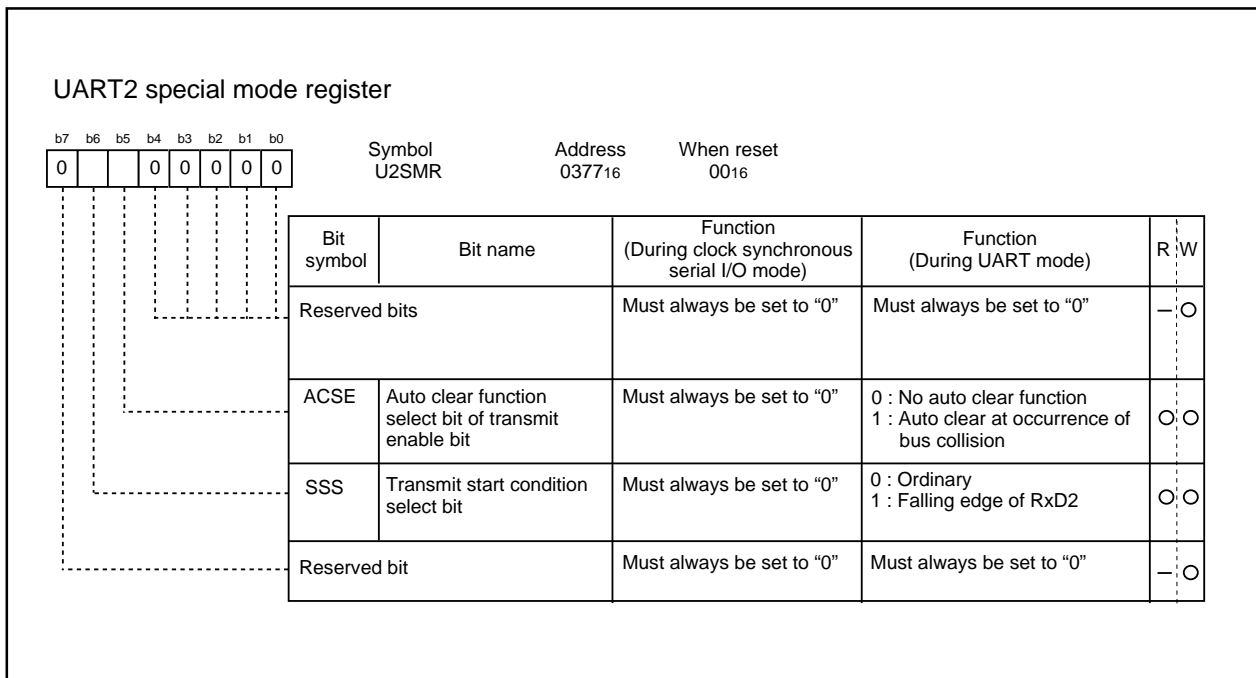 UART2 special mode register
b7 b6 b5 b4 b3 b2 b1 b0
0 0 0 0 0 0
Symbol Address When reset
U2SMR 037716 0016
Bit symbol
Bit name
Function
(During clock synchronous
serial I/O mode)
Function
(During UART mode)
R W
Reserved bits
Must always be set to “0”
Must always be set to “0”
–
ACSE
Auto clear function
select bit of transmit
enable bit
Must always be set to “0”
0 : No auto clear function
1 : Auto clear at occurrence of
bus collision
SSS
Transmit start condition
select bit
Must always be set to “0”
0 : Ordinary
1 : Falling edge of RxD2
Reserved bit
Must always be set to “0”
Must always be set to “0”
–